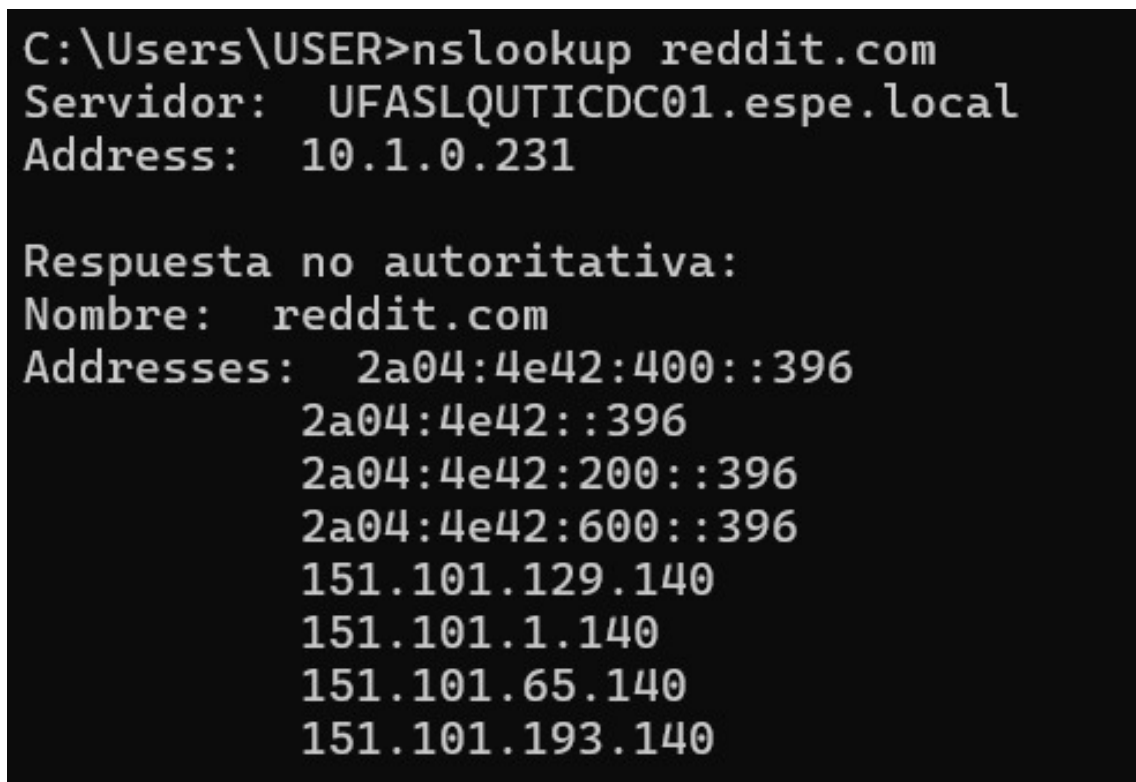 C:\Users\USER>nslookup reddit.com
Servidor:  UFASLQUTICDC01.espe.local
Address:  10.1.0.231
Respuesta no autoritativa:
Nombre:  reddit.com
Addresses:  2a04:4e42:400::396
2a04:4e42::396
2a04:4e42:200::396
2a04:4e42:600::396
151.101.129.140
151.101.1.140
151.101.65.140
151.101.193.140